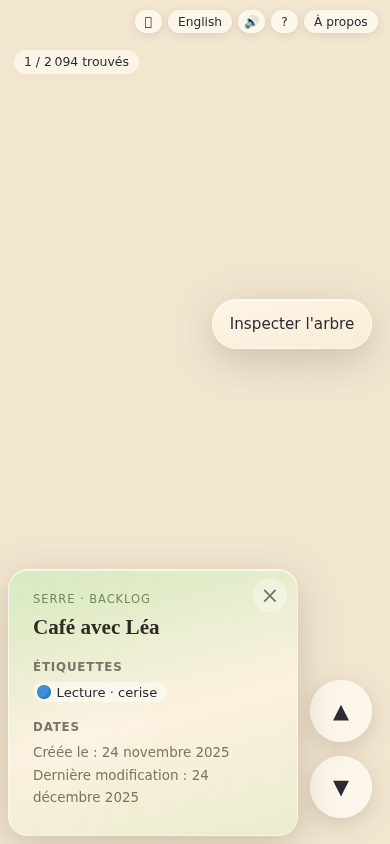 English
?
À propos
1 / 2 094 trouvés
Inspecter l'arbre
SERRE · BACKLOG
Café avec Léa
ÉTIQUETTES
Lecture · cerise
DATES
Créée le : 24 novembre 2025
Dernière modification : 24
décembre 2025